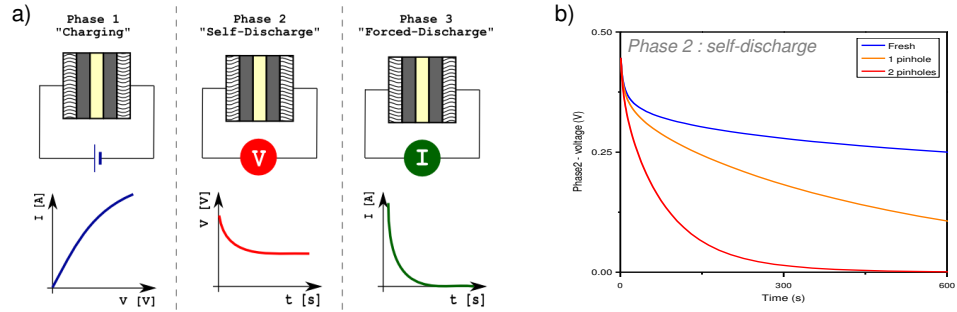 a)
Phase 1
"Charging"
Phase 2
"Self-Discharge"
Phase 3
"Forced-Discharge"
V
I
I [A]
V [V]
V [V]
t [s]
I [A]
t [s]
b)
Phase 2 : self-discharge
Fresh
1 pinhole
2 pinholes
Phase2 - voltage (V)
0.50
0.25
0.00
0
300
600
Time (s)